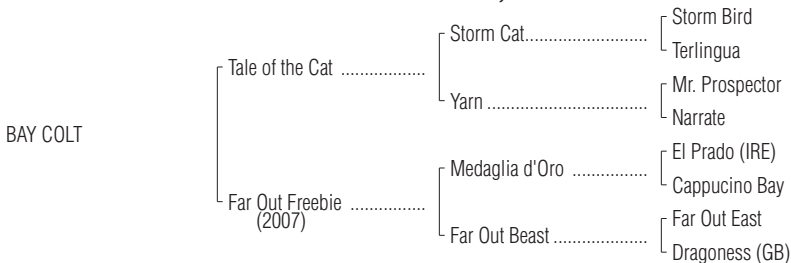 Storm Bird
Storm Cat..............................
Terlingua
Tale of the Cat ..................
Mr. Prospector
Yarn ..................................
Narrate
BAY COLT
El Prado (IRE)
Medaglia d'Oro ................
Cappucino Bay
Far Out Freebie ................
(2007)
Far Out East
Far Out Beast ....................
Dragoness (GB)